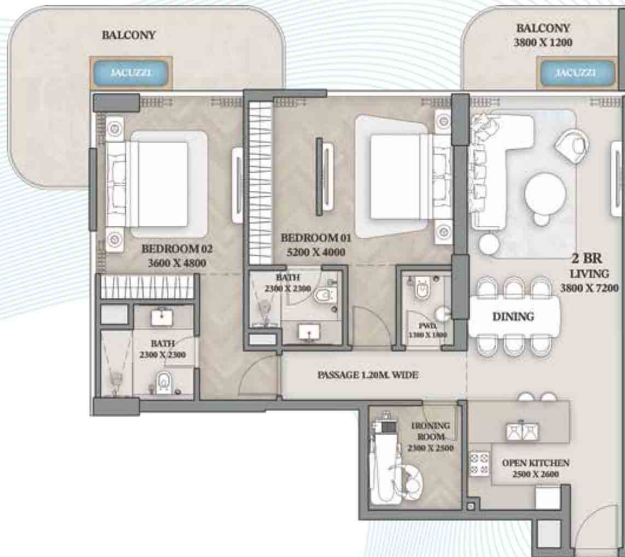 BALCONY
BALCONY
3800 X 1200
JACUZZI
JACUZZI
BEDROOM 02
3600 X 4800
BEDROOM 01
5200 X 4000
2 BR
LIVING
3800 X 7200
BATH
2300 X 2300
PWD.
1300 X 1800
DINING
BATH
2300 X 2300
PASSAGE 1.20M. WIDE
IRONING
ROOM
2300 X 2500
OPEN KITCHEN
2500 X 2600